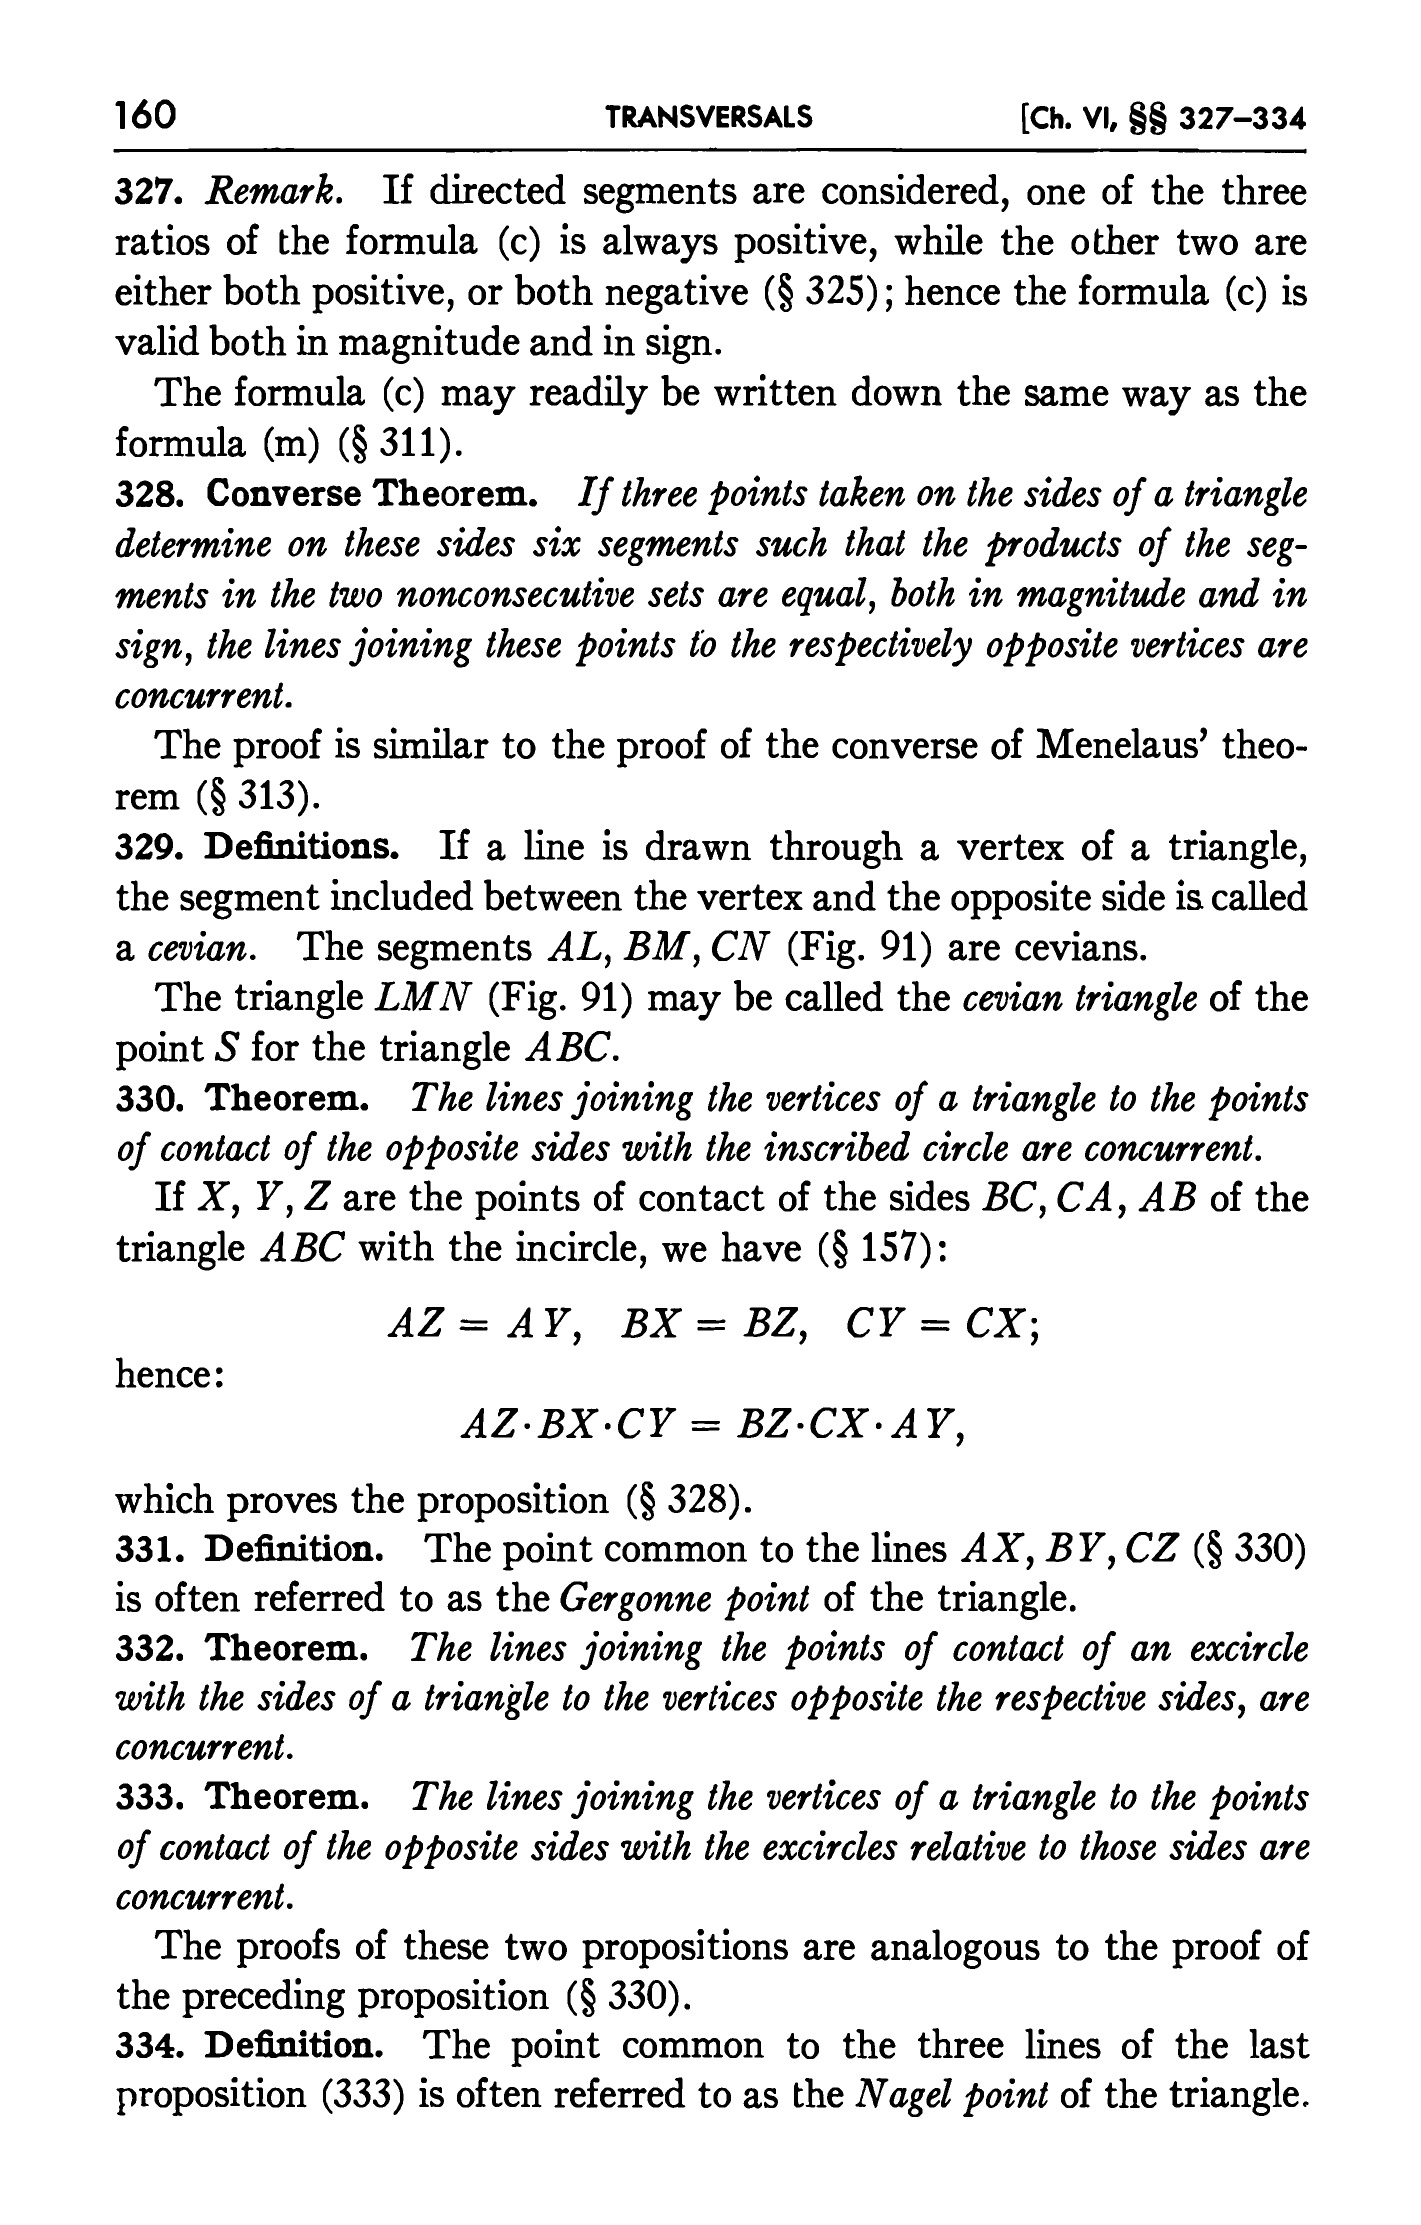 160 TRANSVERSALS [Ch. VI, §§ 327–334
327. Remark. If directed segments are considered, one of the three
ratios of the formula (c) is always positive, while the other two are
either both positive, or both negative (§ 325); hence the formula (c) is
valid both in magnitude and in sign.
The formula (c) may readily be written down the same way as the
formula (m) (§ 311).
328. Converse Theorem. If three points taken on the sides of a triangle
determine on these sides six segments such that the products of the seg-
ments in the two nonconsecutive sets are equal, both in magnitude and in
sign, the lines joining these points to the respectively opposite vertices are
concurrent.
The proof is similar to the proof of the converse of Menelaus' theo-
rem (§ 313).
329. Definitions. If a line is drawn through a vertex of a triangle,
the segment included between the vertex and the opposite side is called
a cevian. The segments AL, BM, CN (Fig. 91) are cevians.
The triangle LMN (Fig. 91) may be called the cevian triangle of the
point S for the triangle ABC.
330. Theorem. The lines joining the vertices of a triangle to the points
of contact of the opposite sides with the inscribed circle are concurrent.
If X, Y, Z are the points of contact of the sides BC, CA, AB of the
triangle ABC with the incircle, we have (§ 157):
AZ = AY, BX = BZ, CY = CX;
hence:
AZ·BX·CY = BZ·CX·AY,
which proves the proposition (§ 328).
331. Definition. The point common to the lines AX, BY, CZ (§ 330)
is often referred to as the Gergonne point of the triangle.
332. Theorem. The lines joining the points of contact of an excircle
with the sides of a triangle to the vertices opposite the respective sides, are
concurrent.
333. Theorem. The lines joining the vertices of a triangle to the points
of contact of the opposite sides with the excircles relative to those sides are
concurrent.
The proofs of these two propositions are analogous to the proof of
the preceding proposition (§ 330).
334. Definition. The point common to the three lines of the last
proposition (333) is often referred to as the Nagel point of the triangle.